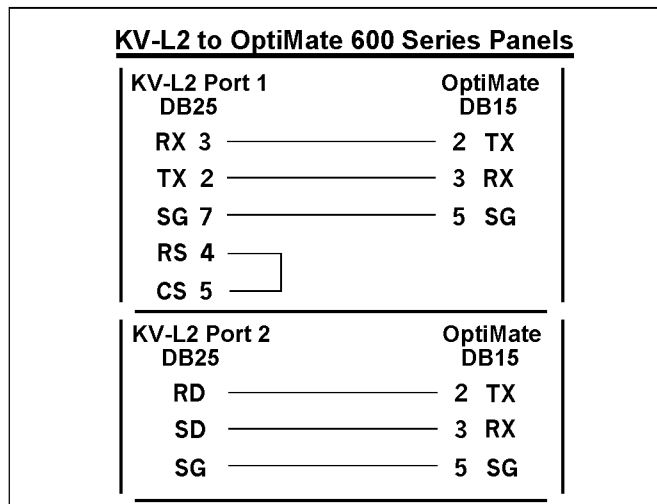 KV-L2 to OptiMate 600 Series Panels
KV-L2 Port 1 OptiMate
DB25 DB15
RX 3 2 TX
TX 2 3 RX
SG 7 5 SG
RS 4
CS 5
KV-L2 Port 2 OptiMate
DB25 DB15
RD 2 TX
SD 3 RX
SG 5 SG